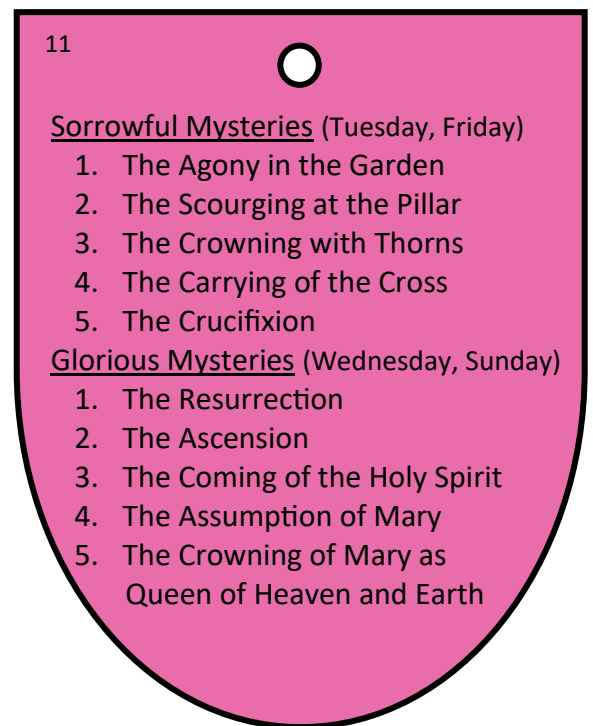 11
Sorrowful Mysteries (Tuesday, Friday)
1. The Agony in the Garden
2. The Scourging at the Pillar
3. The Crowning with Thorns
4. The Carrying of the Cross
5. The Crucifixion
Glorious Mysteries (Wednesday, Sunday)
1. The Resurrection
2. The Ascension
3. The Coming of the Holy Spirit
4. The Assumption of Mary
5. The Crowning of Mary as
Queen of Heaven and Earth